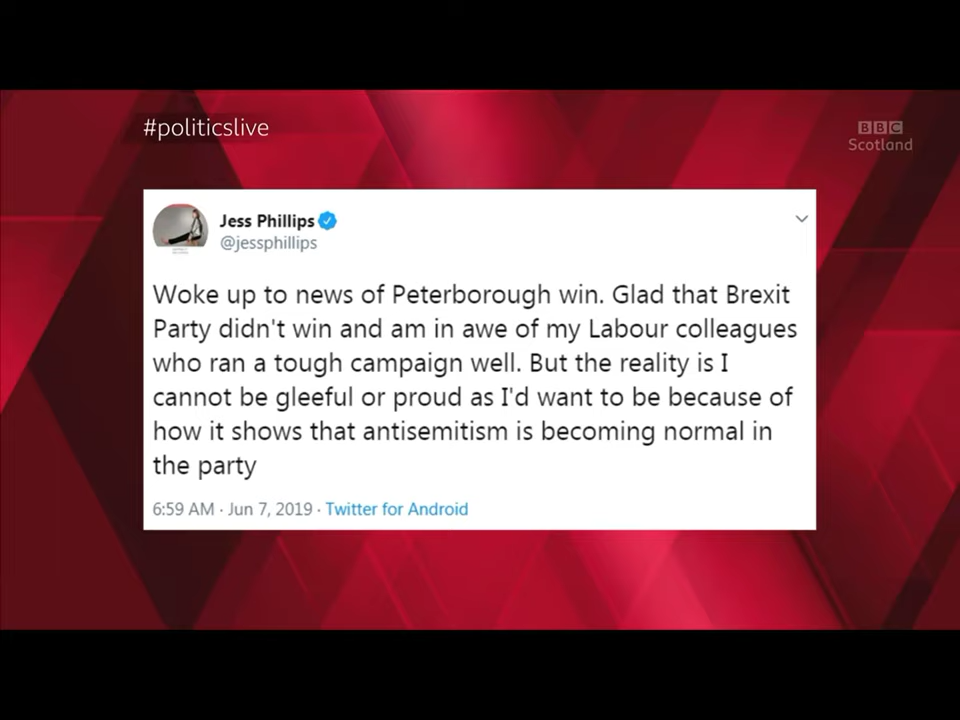 #politicslive
BBC
Scotland
Jess Phillips
@jessphillips
Woke up to news of Peterborough win. Glad that Brexit
Party didn't win and am in awe of my Labour colleagues
who ran a tough campaign well. But the reality is I
cannot be gleeful or proud as I'd want to be because of
how it shows that antisemitism is becoming normal in
the party
6:59 AM · Jun 7, 2019 · Twitter for Android